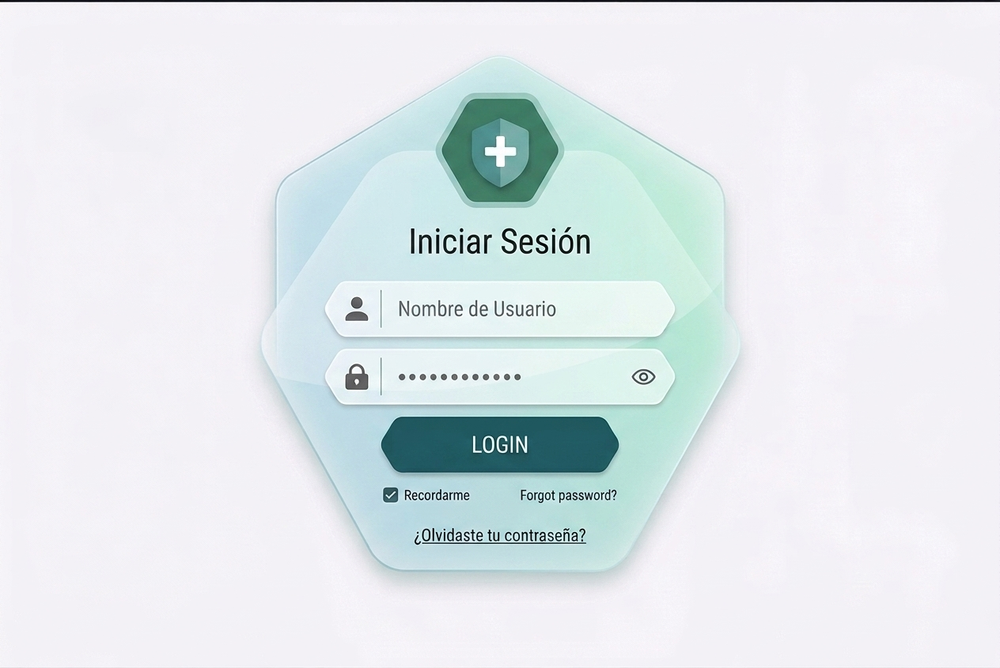 Iniciar Sesión
Nombre de Usuario
••••••••••••
LOGIN
Recordarme
Forgot password?
¿Olvidaste tu contraseña?